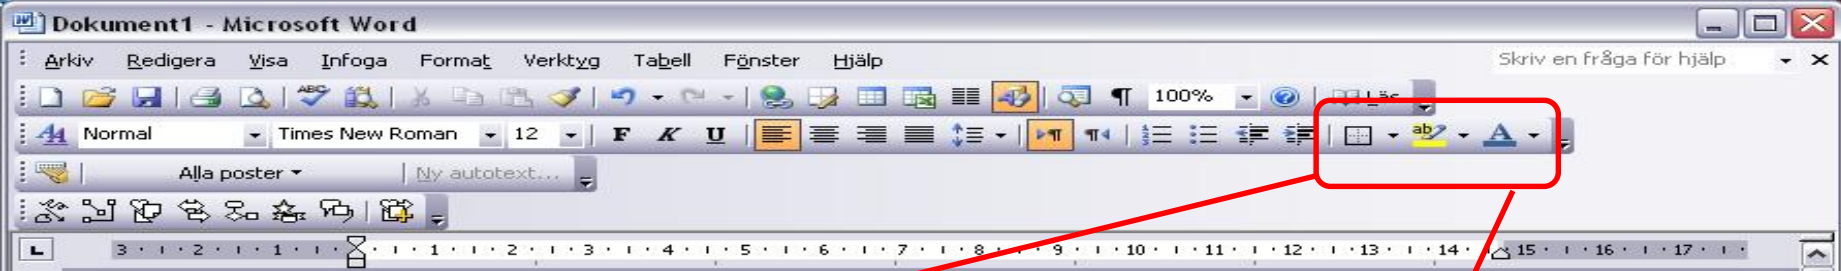 Dokument1 - Microsoft Word
Arkiv Redigera Visa Infoga Format Verktyg Tabell Fönster Hjälp Skriv en fråga för hjälp
ABC ¶ 100%
Normal Times New Roman 12 F K U ¶ ¶ ab A
Alla poster Ny autotext...
L 3 2 1 1 2 3 4 5 6 7 8 9 10 11 12 13 14 15 16 17